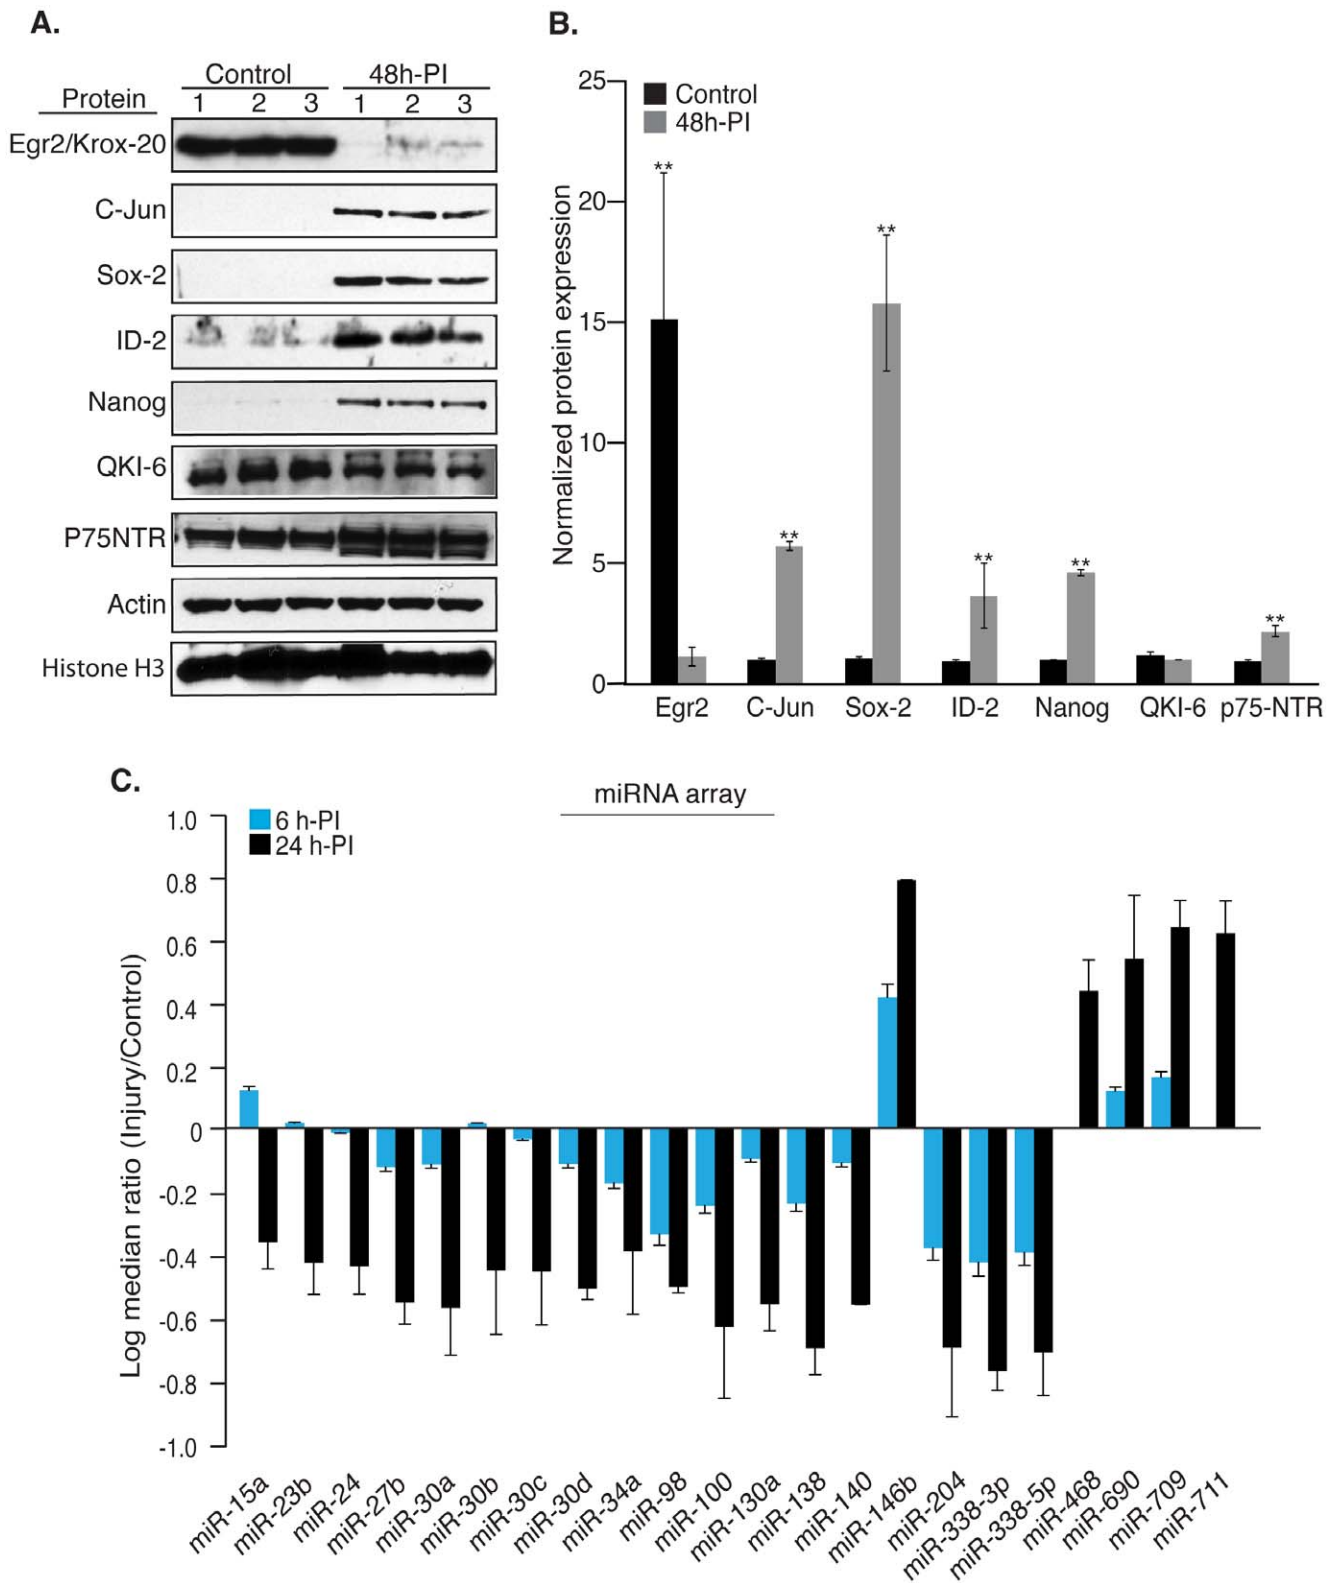 A.
Control 48h-PI
Protein 1 2 3 1 2 3
Egr2/Krox-20
C-Jun
Sox-2
ID-2
Nanog
QKI-6
P75NTR
Actin
Histone H3
B.
Control
48h-PI
Normalized protein expression
25
20
15
10
5
0
**
**
**
**
**
**
Egr2 C-Jun Sox-2 ID-2 Nanog QKI-6 p75-NTR
C.
miRNA array
6 h-PI
24 h-PI
Log median ratio (Injury/Control)
1.0
0.8
0.6
0.4
0.2
0
-0.2
-0.4
-0.6
-0.8
-1.0
miR-15a
miR-23b
miR-24
miR-27b
miR-30a
miR-30b
miR-30c
miR-30d
miR-34a
miR-98
miR-100
miR-130a
miR-138
miR-140
miR-146b
miR-204
miR-338-3p
miR-338-5p
miR-468
miR-690
miR-709
miR-711